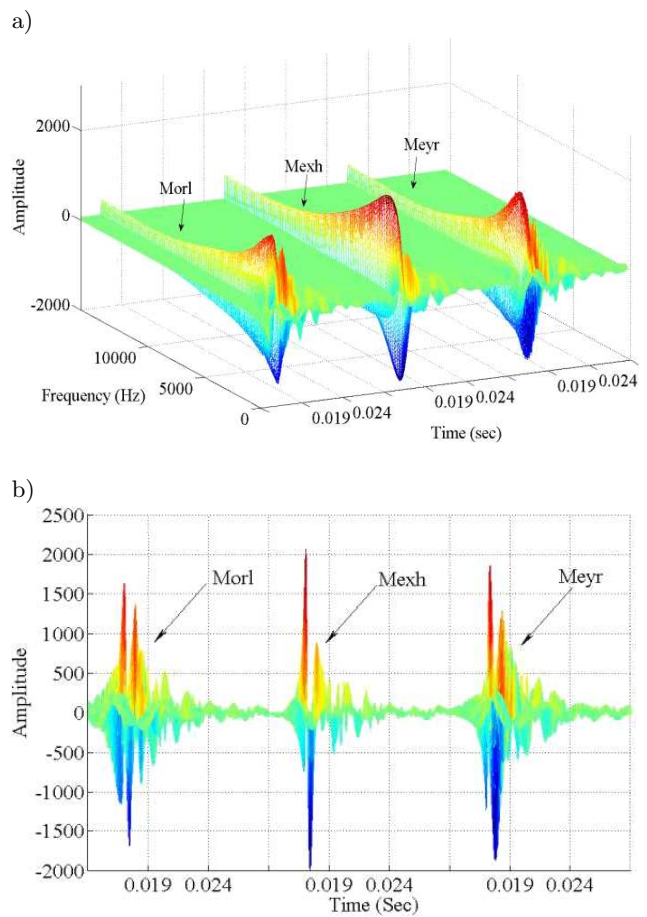 a)
2000
Meyr
Mexh
Morl
Amplitude
0
-2000
10000
5000
0
Frequency (Hz)
0.019 0.024
0.019 0.024
0.019 0.024
Time (sec)
b)
2500
2000
1500
1000
500
0
-500
-1000
-1500
-2000
Amplitude
Morl
Mexh
Meyr
0.019 0.024
0.019 0.024
0.019 0.024
Time (Sec)